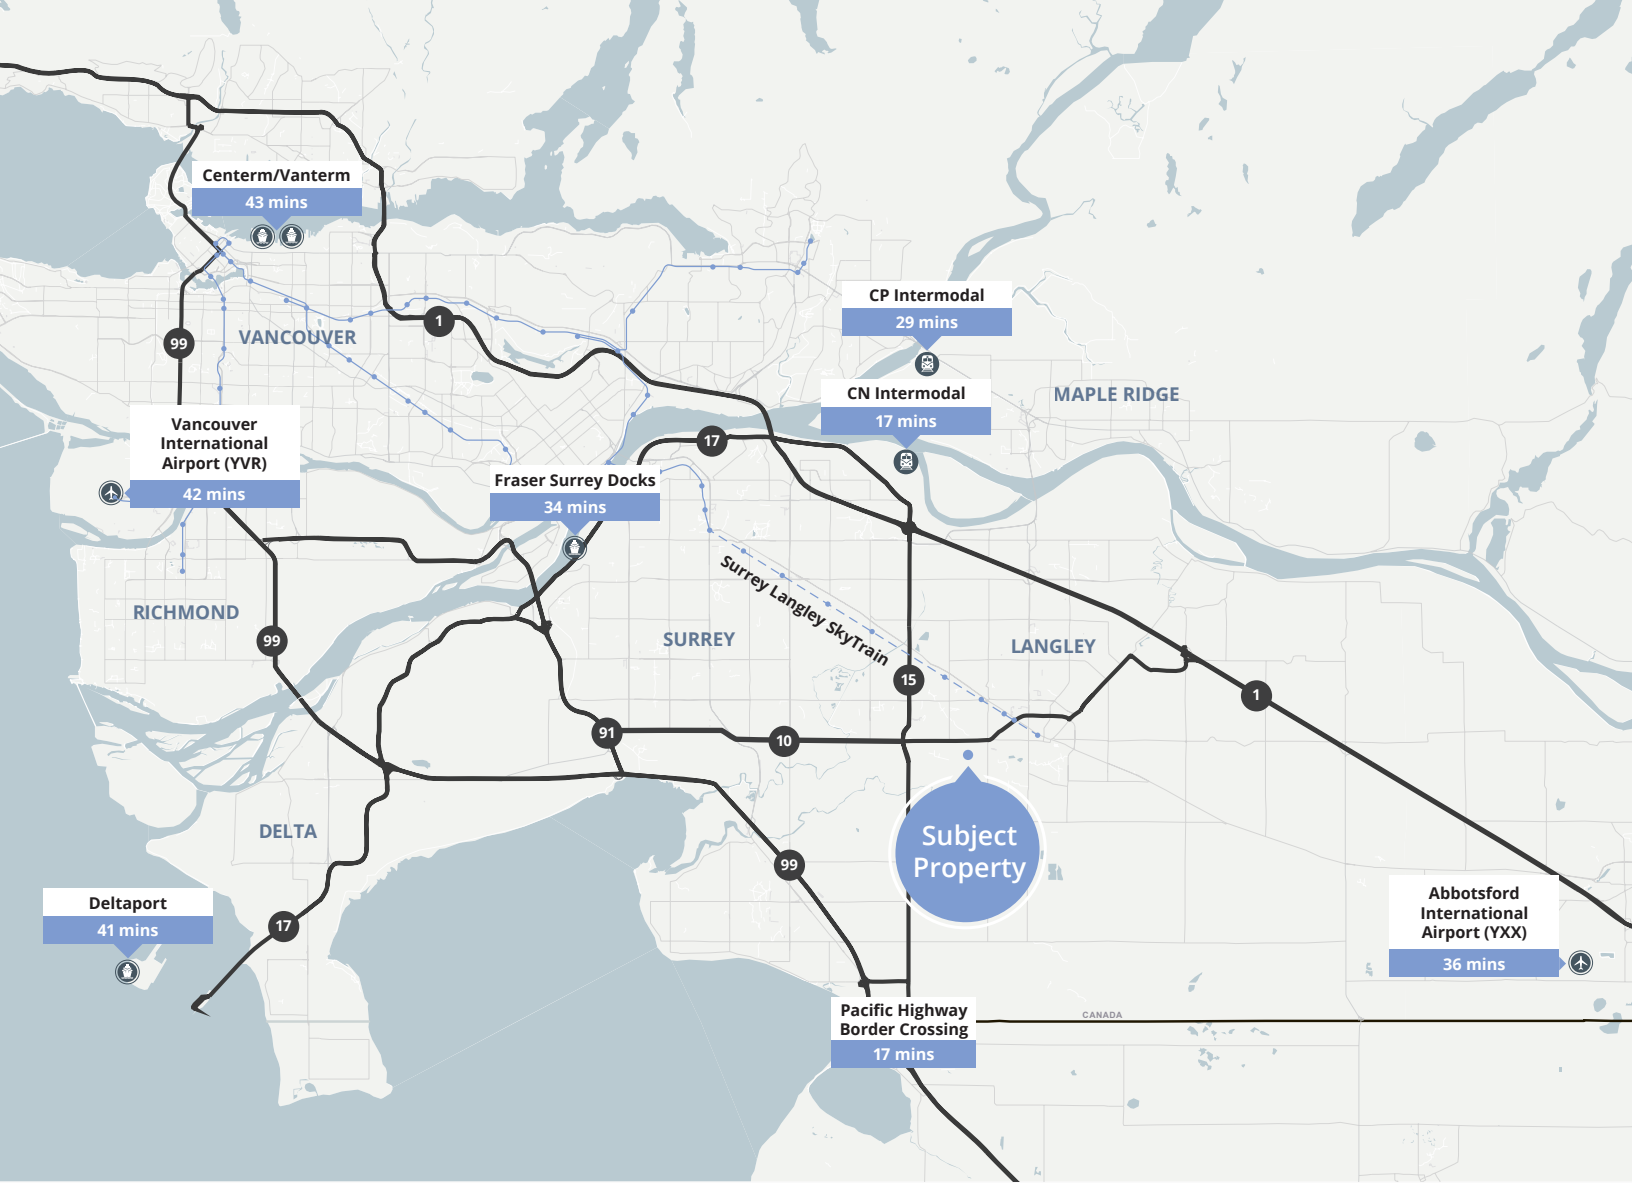 Centerm/Vanterm
43 mins
CP Intermodal
29 mins
1
99
VANCOUVER
CN Intermodal
17 mins
MAPLE RIDGE
Vancouver
International
Airport (YVR)
42 mins
17
Fraser Surrey Docks
34 mins
Surrey Langley SkyTrain
RICHMOND
99
SURREY
LANGLEY
15
1
91
10
Subject
Property
DELTA
99
Deltaport
41 mins
17
Abbotsford
International
Airport (YXX)
36 mins
Pacific Highway
Border Crossing
17 mins
CANADA